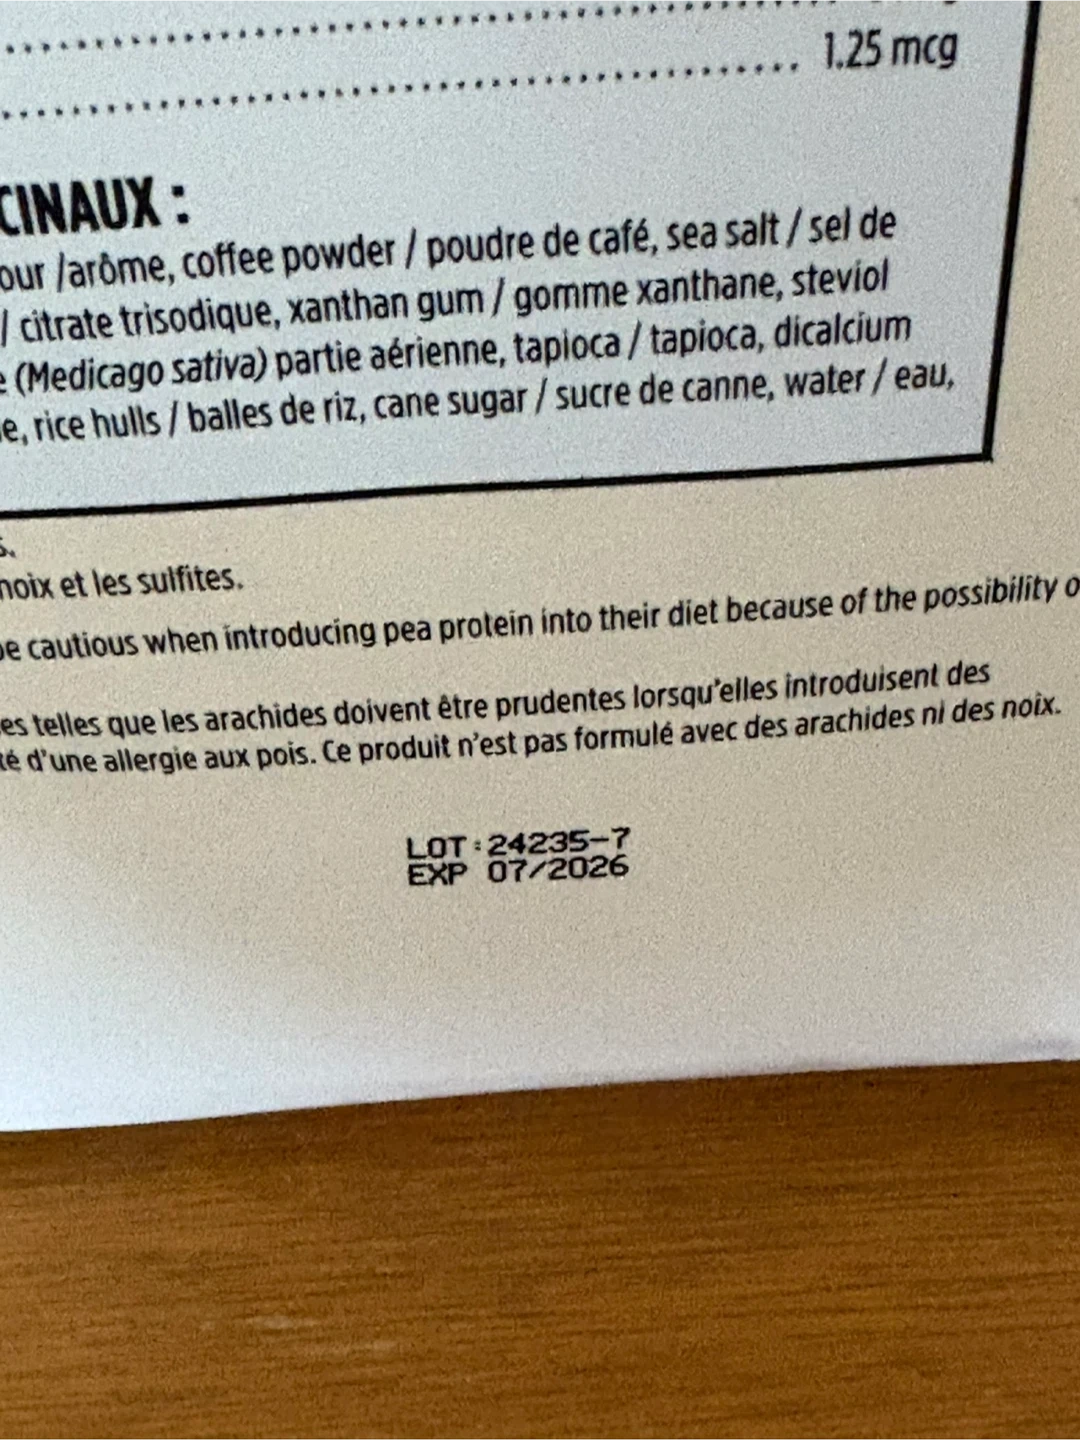 1.25 mcg
CINAUX :
our /arôme, coffee powder / poudre de café, sea salt / sel de
/ citrate trisodique, xanthan gum / gomme xanthane, steviol
e (Medicago sativa) partie aérienne, tapioca / tapioca, dicalcium
e, rice hulls / balles de riz, cane sugar / sucre de canne, water / eau,
s.
noix et les sulfites.
be cautious when introducing pea protein into their diet because of the possibility o
es telles que les arachides doivent être prudentes lorsqu'elles introduisent des
té d'une allergie aux pois. Ce produit n'est pas formulé avec des arachides ni des noix.
LOT:24235-7
EXP 07/2026